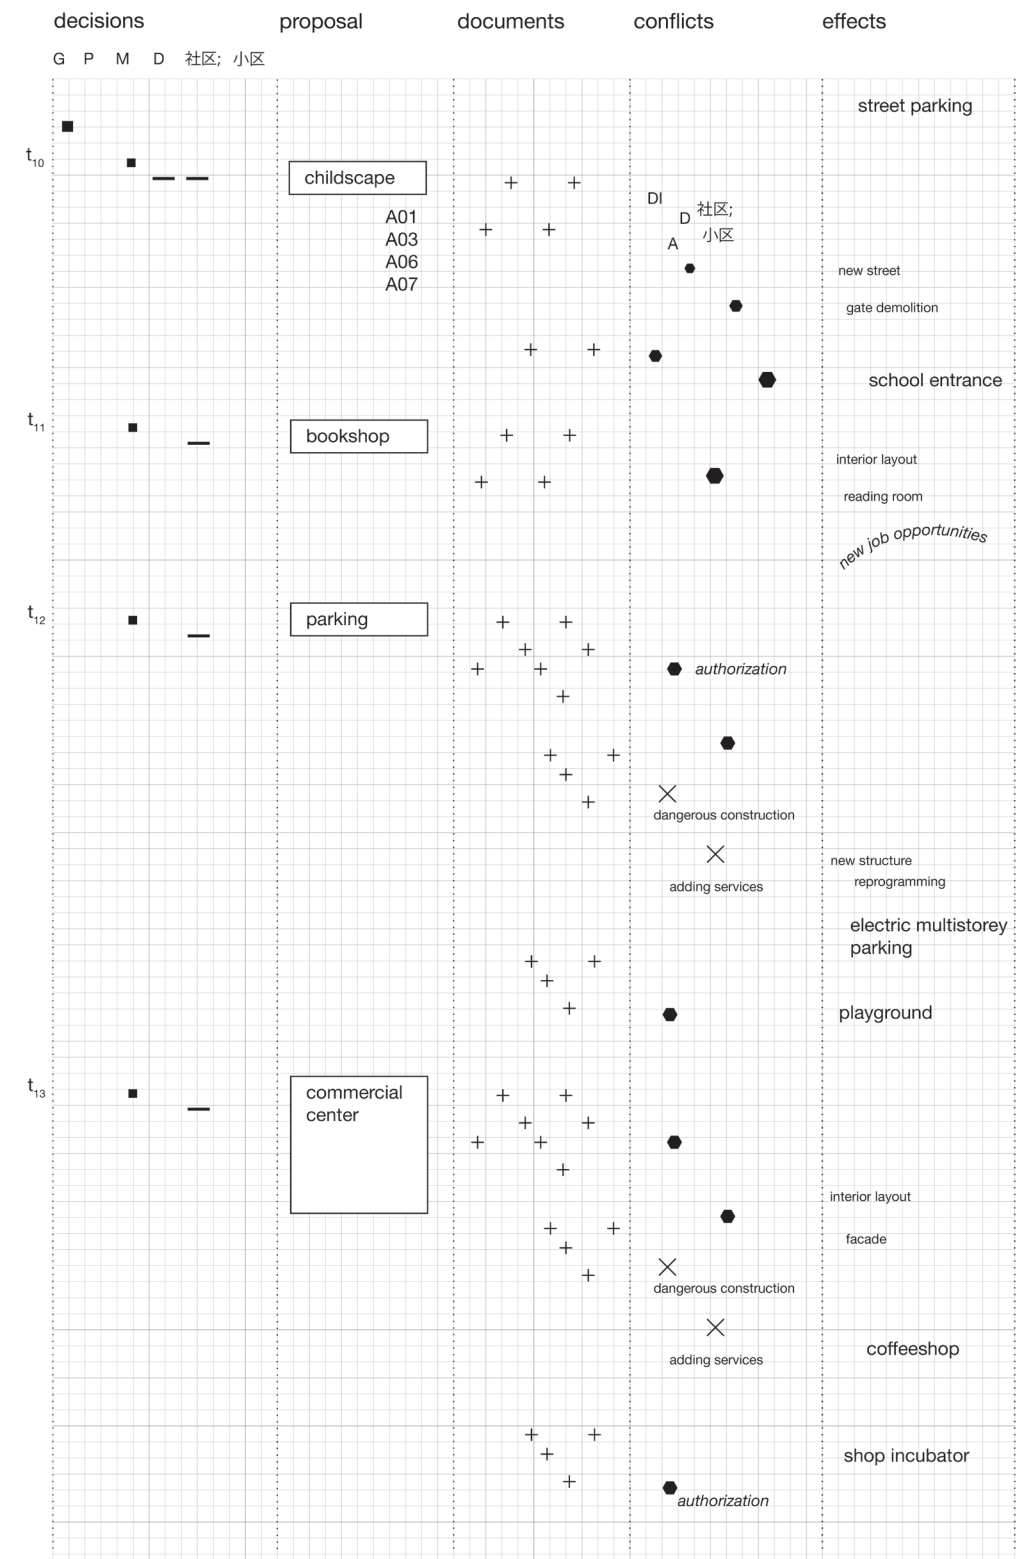 decisions proposal documents conflicts effects
G P M D 社区; 小区
street parking
t10
childscape
A01
A03
A06
A07
DI
D 社区;
小区
A
new street
gate demolition
school entrance
t11
bookshop
interior layout
reading room
new job opportunities
t12
parking
authorization
dangerous construction
adding services
new structure
reprogramming
electric multistorey
parking
playground
t13
commercial
center
interior layout
facade
dangerous construction
adding services
coffeeshop
shop incubator
authorization